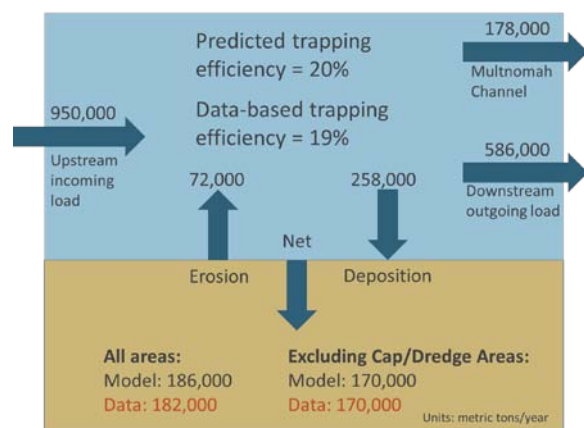 178,000
Predicted trapping
efficiency = 20%
Multnomah
Channel
950,000
Data-based trapping
efficiency = 19%
586,000
Upstream
incoming
load
72,000
258,000
Downstream
outgoing load
Net
Erosion
Deposition
All areas:
Model: 186,000
Data: 182,000
Excluding Cap/Dredge Areas:
Model: 170,000
Data: 170,000
Units: metric tons/year